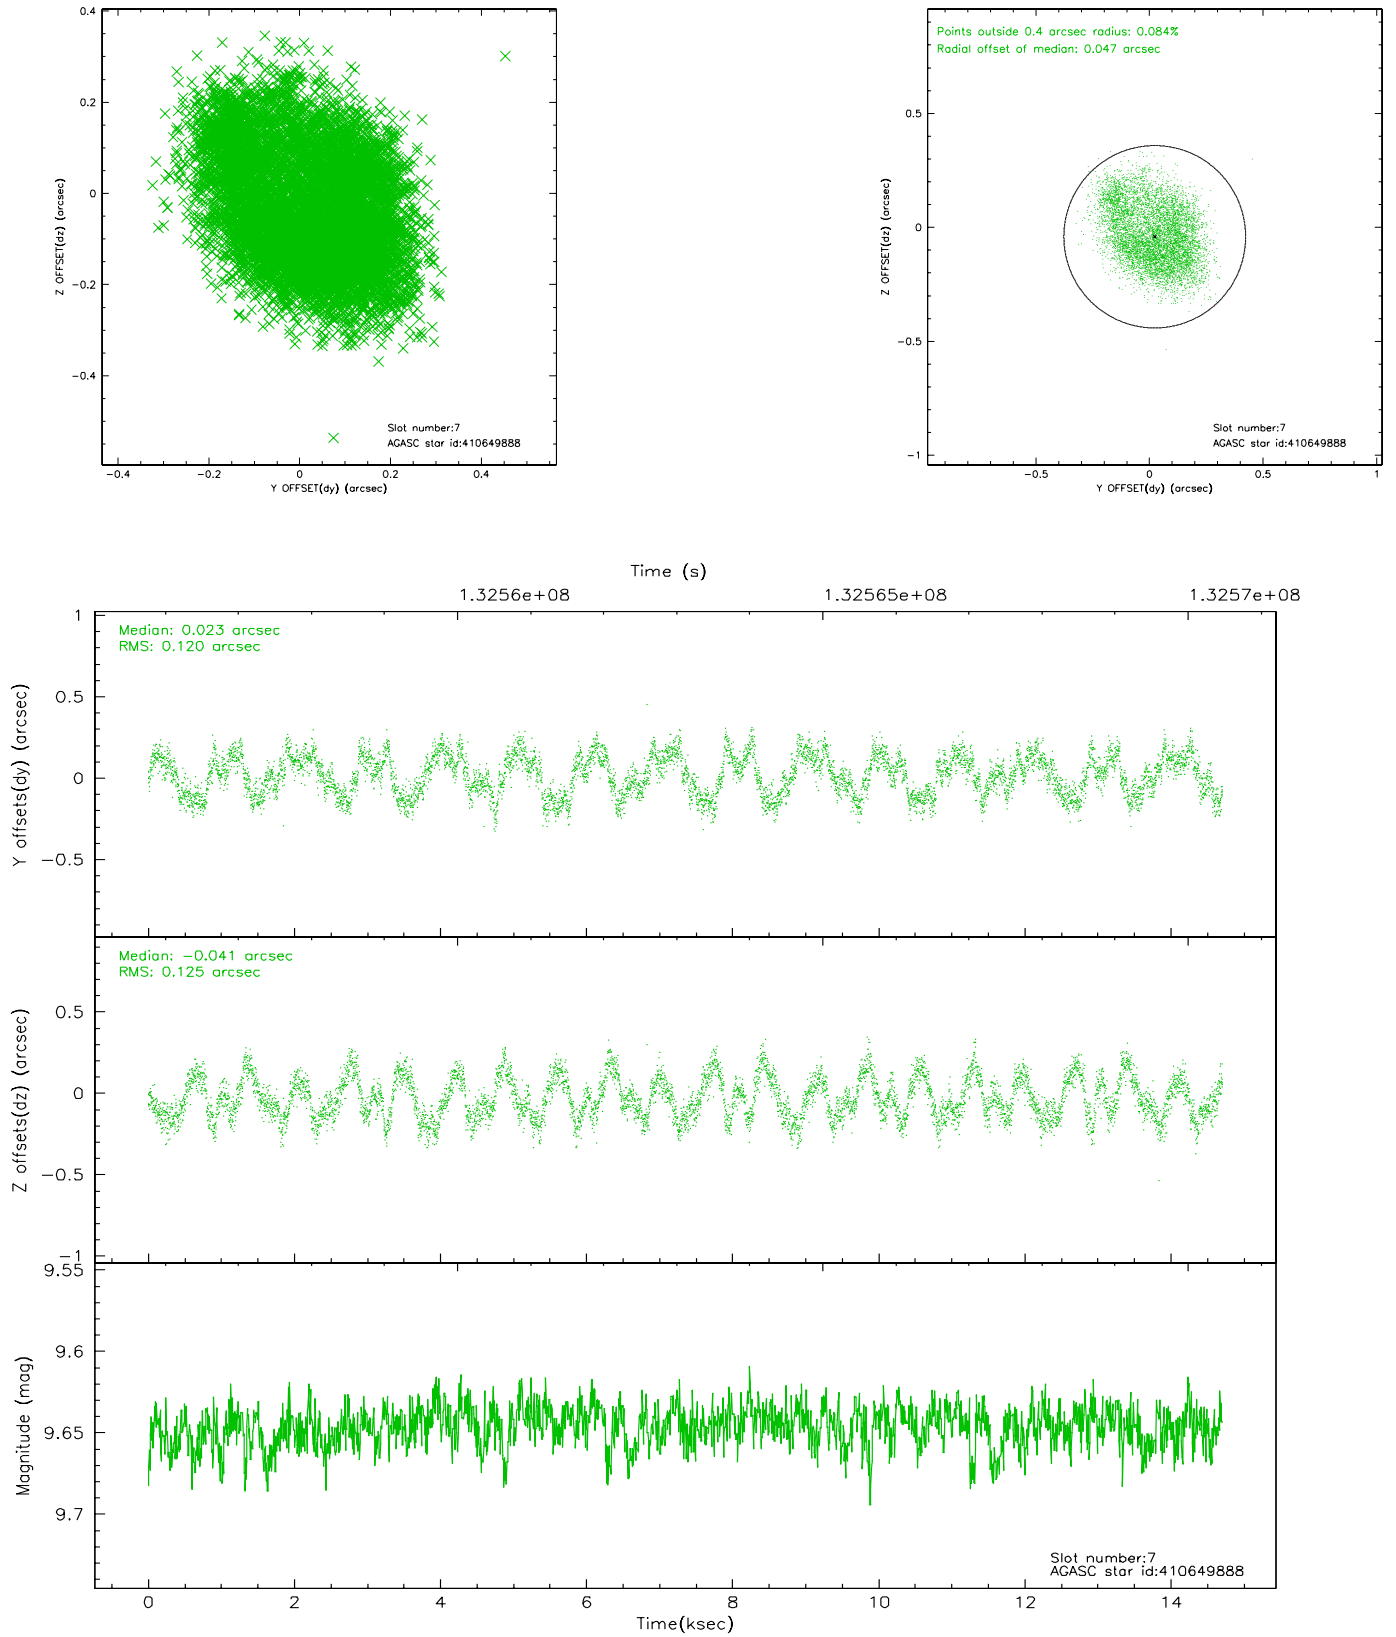 0.4
0.2
0
−0.2
−0.4
Z OFFSET(dz) (arcsec)
Slot number:7
AGASC star id:410649888
−0.4 −0.2 0 0.2 0.4
Y OFFSET(dy) (arcsec)
Points outside 0.4 arcsec radius: 0.084%
Radial offset of median: 0.047 arcsec
0.5
0
−0.5
−1
Z OFFSET(dz) (arcsec)
Slot number:7
AGASC star id:410649888
−0.5 0 0.5 1
Y OFFSET(dy) (arcsec)
Time (s)
1.3256e+08 1.32565e+08 1.3257e+08
Median: 0.023 arcsec
RMS: 0.120 arcsec
1
0.5
0
−0.5
Y offsets(dy) (arcsec)
Median: −0.041 arcsec
RMS: 0.125 arcsec
0.5
0
−0.5
−1
Z offsets(dz) (arcsec)
9.55
9.6
9.65
9.7
Magnitude (mag)
Slot number:7
AGASC star id:410649888
0 2 4 6 8 10 12 14
Time(ksec)